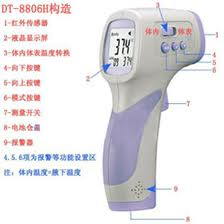 DT-8806H构造
1-红外传感器
2-液晶显示屏
3-体内体表温度转换
4-向下按键
5-向上按键
6-模式按键
7-测量开关
8-电池仓盖
9-报警器
4.5.6项为报警等功能设置区
注：体内温度=腋下温度
1
2
3
4
5
6
7
8
9
Body
374
体内
体表